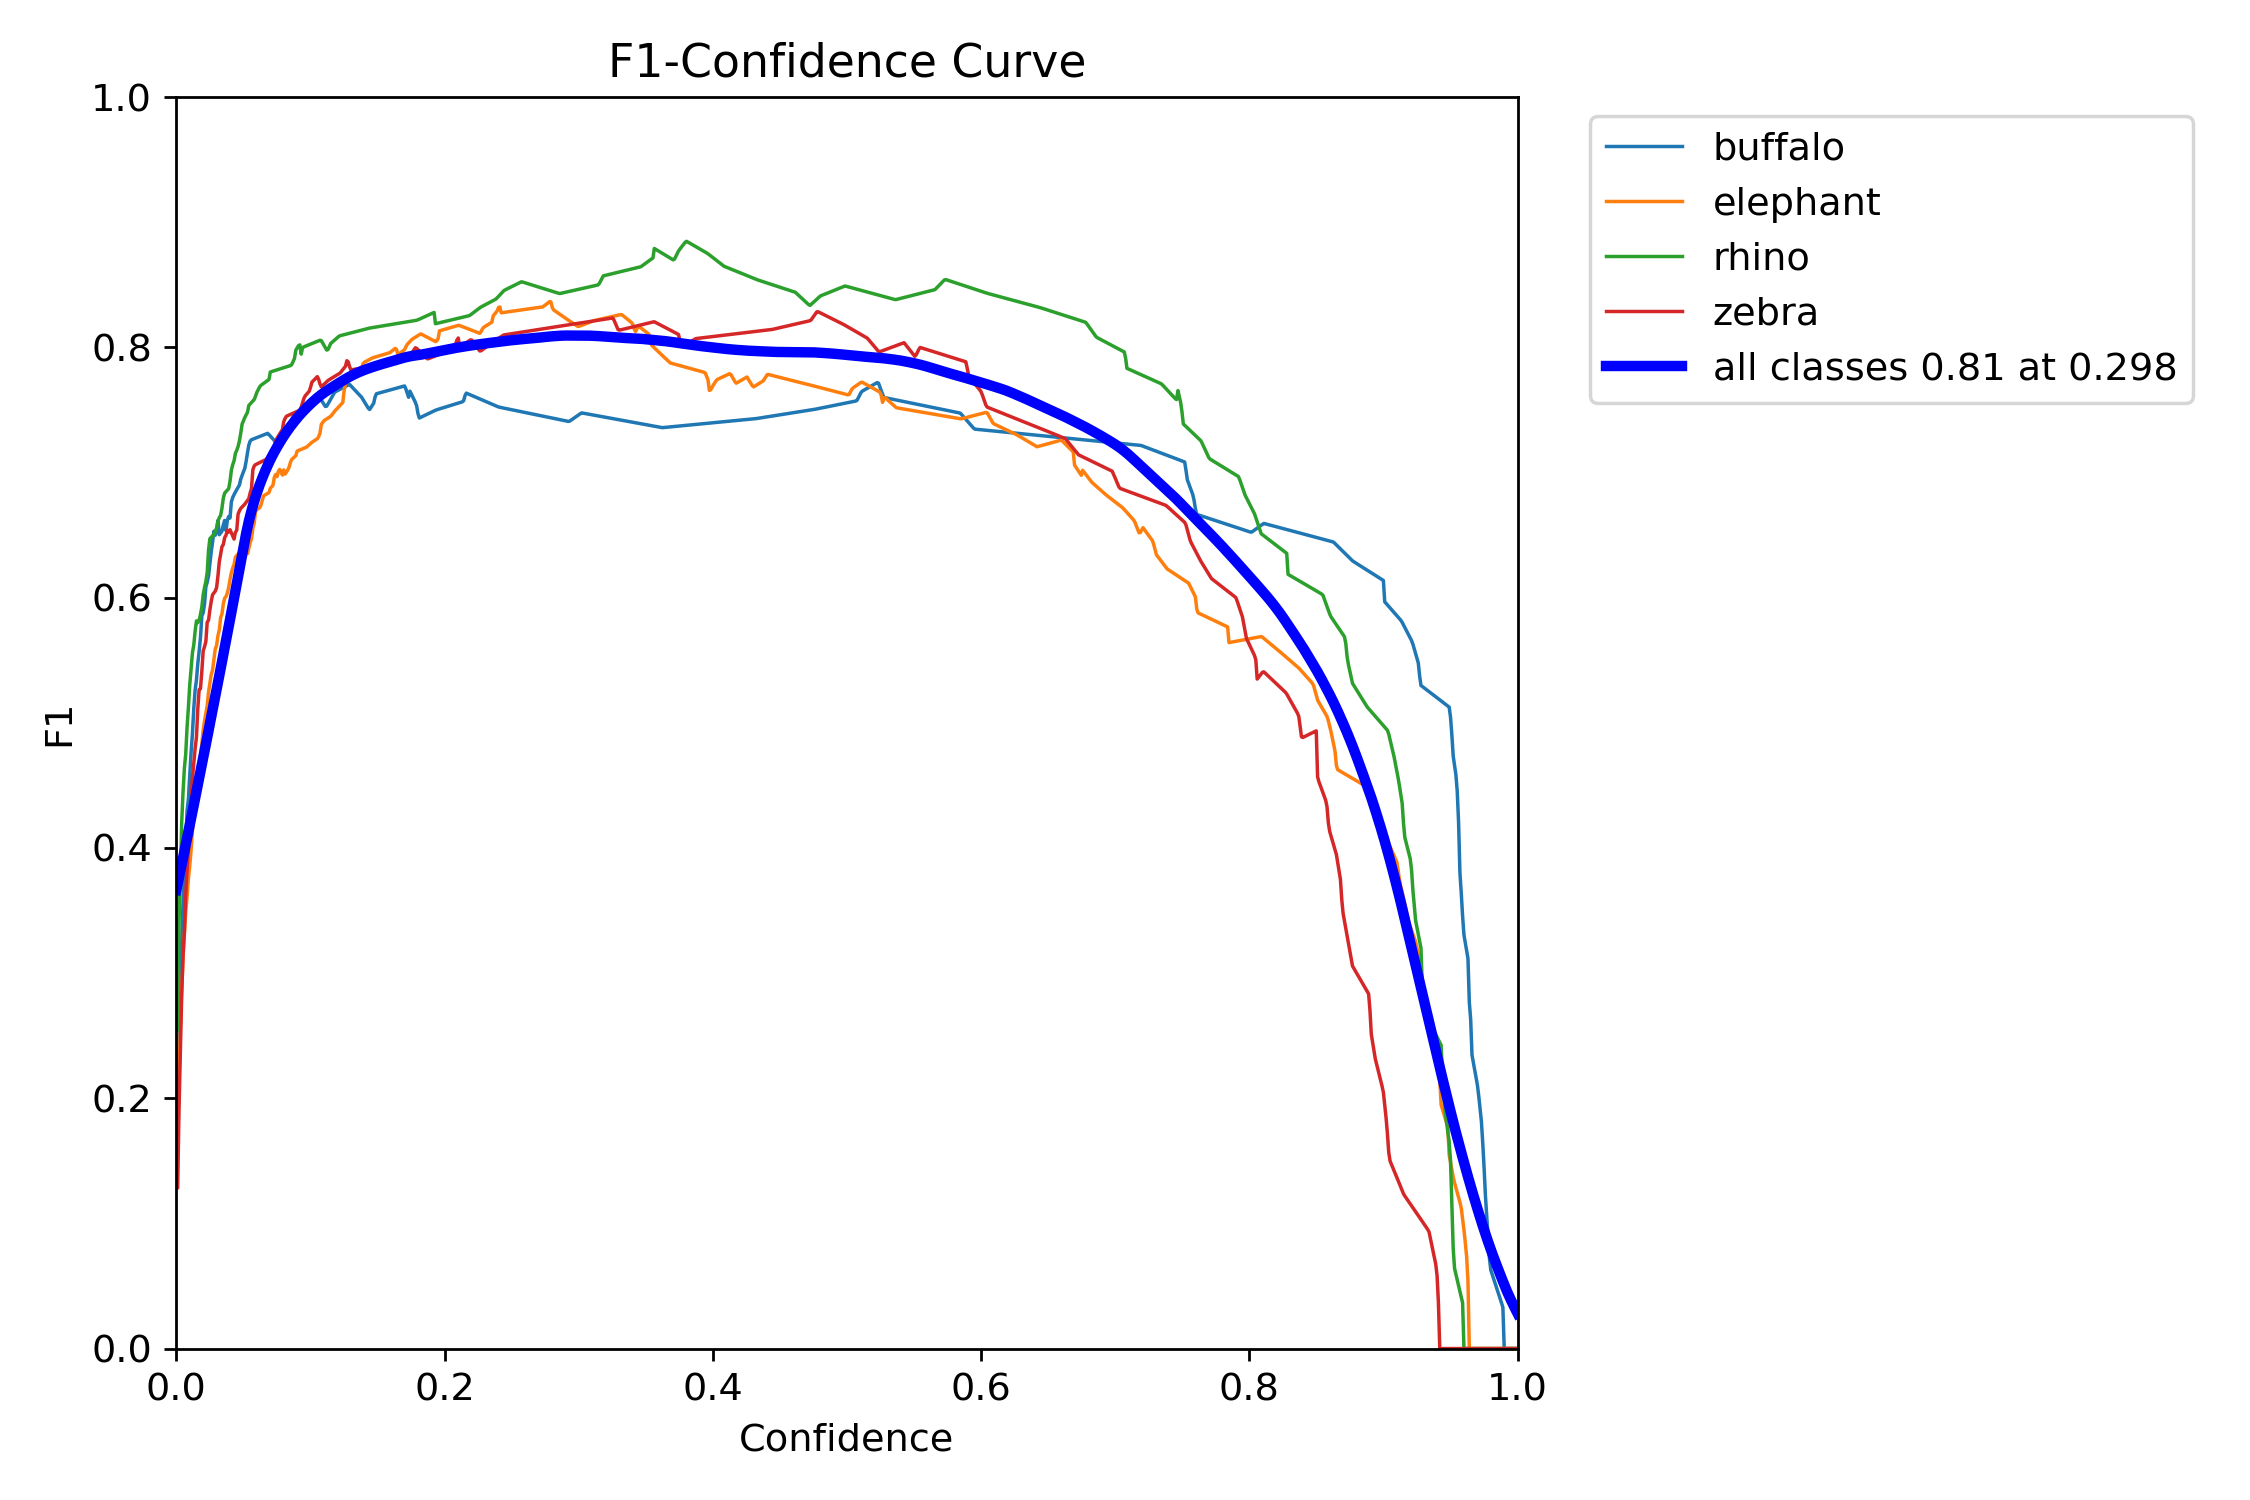 F1-Confidence Curve
1.0
0.8
0.6
0.4
0.2
0.0
F1
0.0 0.2 0.4 0.6 0.8 1.0
Confidence
buffalo
elephant
rhino
zebra
all classes 0.81 at 0.298